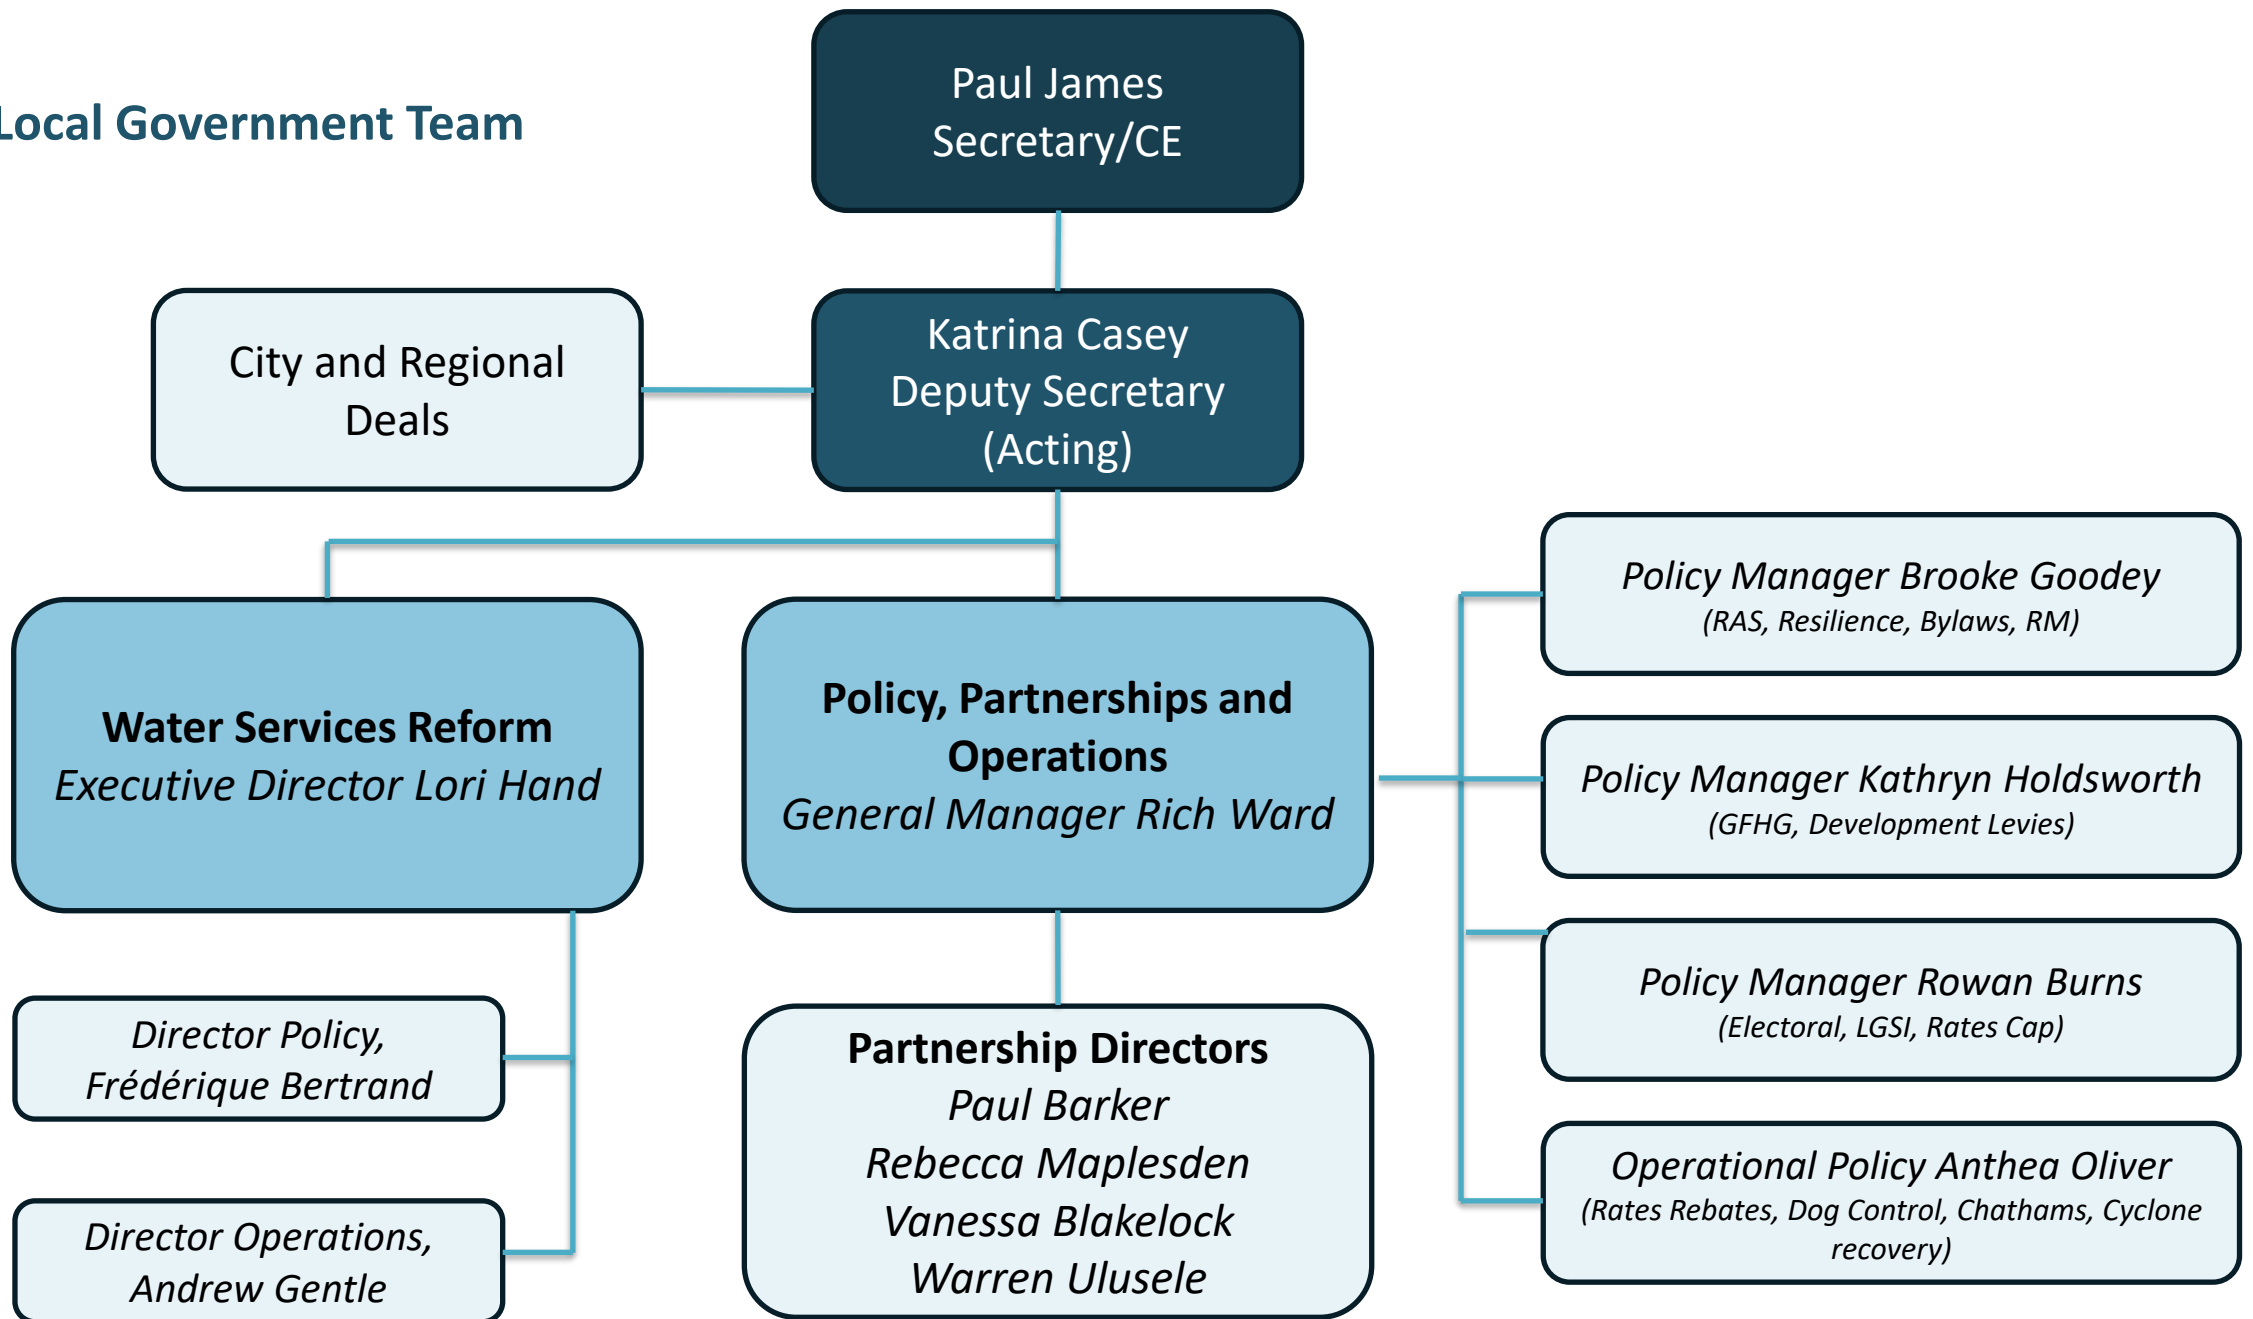 Local Government Team
Paul James
Secretary/CE
City and Regional
Deals
Katrina Casey
Deputy Secretary
(Acting)
Water Services Reform
Executive Director Lori Hand
Policy, Partnerships and
Operations
General Manager Rich Ward
Policy Manager Brooke Goodey
(RAS, Resilience, Bylaws, RM)
Policy Manager Kathryn Holdsworth
(GFHG, Development Levies)
Policy Manager Rowan Burns
(Electoral, LGSI, Rates Cap)
Operational Policy Anthea Oliver
(Rates Rebates, Dog Control, Chathams, Cyclone
recovery)
Director Policy,
Frédérique Bertrand
Director Operations,
Andrew Gentle
Partnership Directors
Paul Barker
Rebecca Maplesden
Vanessa Blakelock
Warren Ulusele